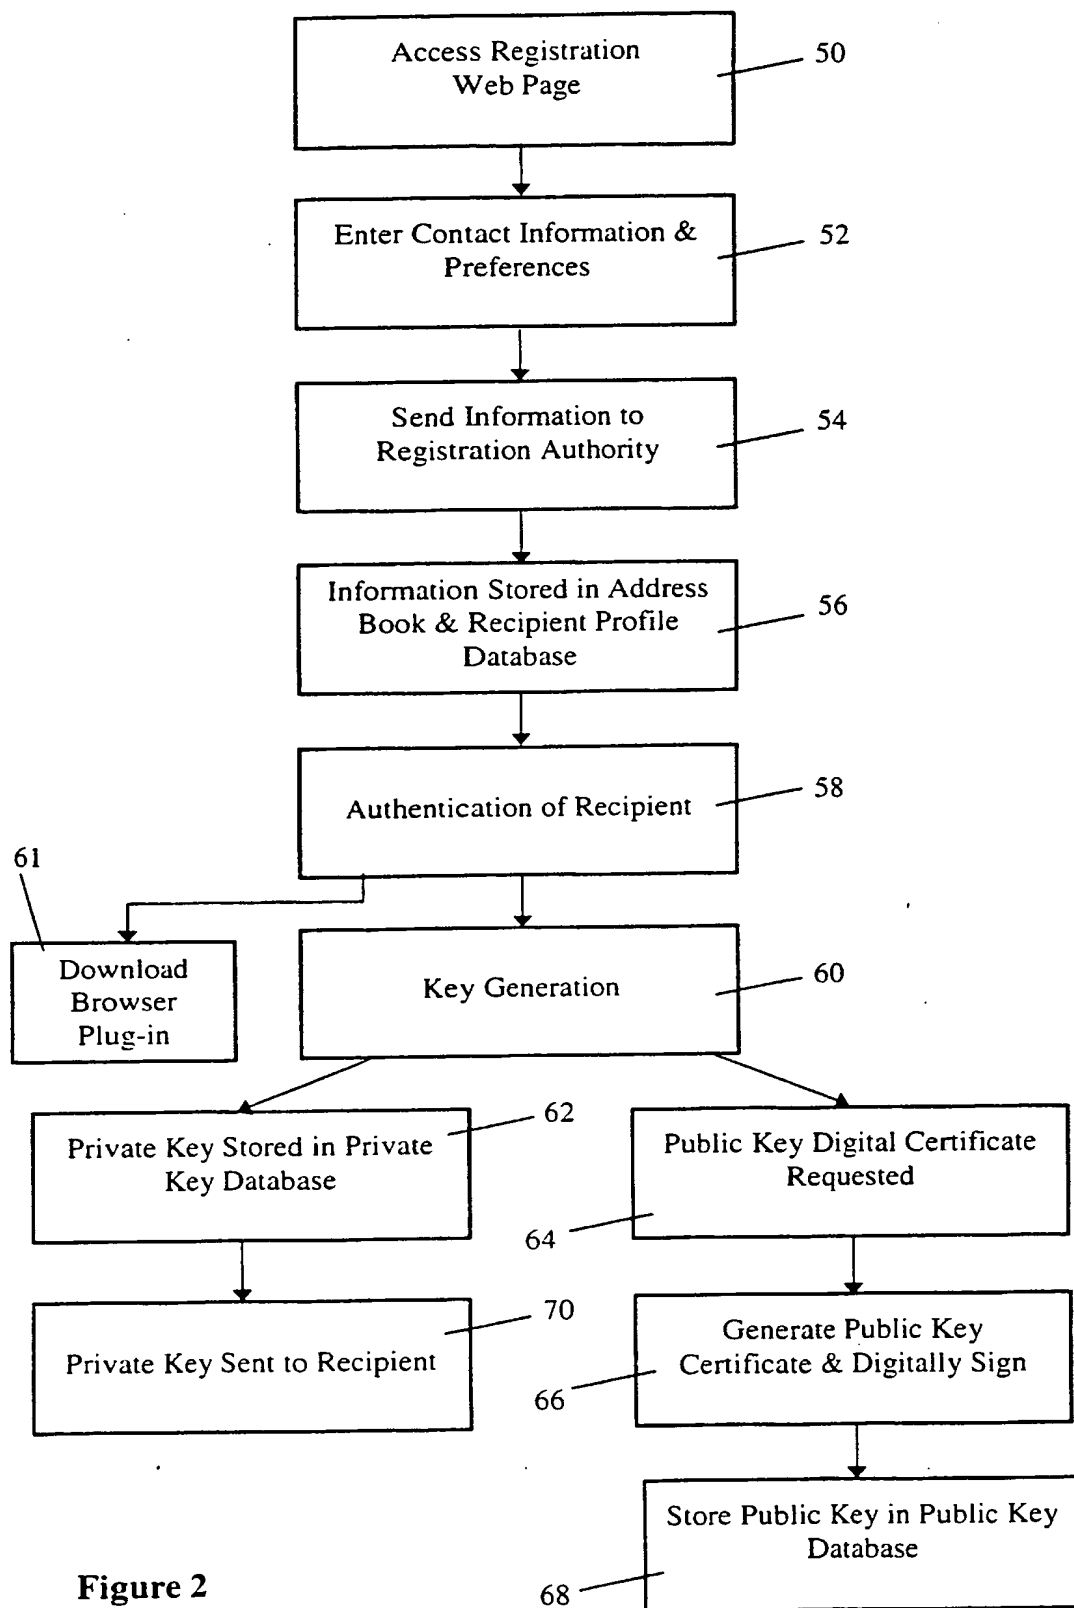 Access Registration
Web Page
50
Enter Contact Information &
Preferences
52
Send Information to
Registration Authority
54
Information Stored in Address
Book & Recipient Profile
Database
56
Authentication of Recipient
58
61
Download
Browser
Plug-in
Key Generation
60
Private Key Stored in Private
Key Database
62
Public Key Digital Certificate
Requested
64
Private Key Sent to Recipient
70
Generate Public Key
Certificate & Digitally Sign
66
Store Public Key in Public Key
Database
68
Figure 2